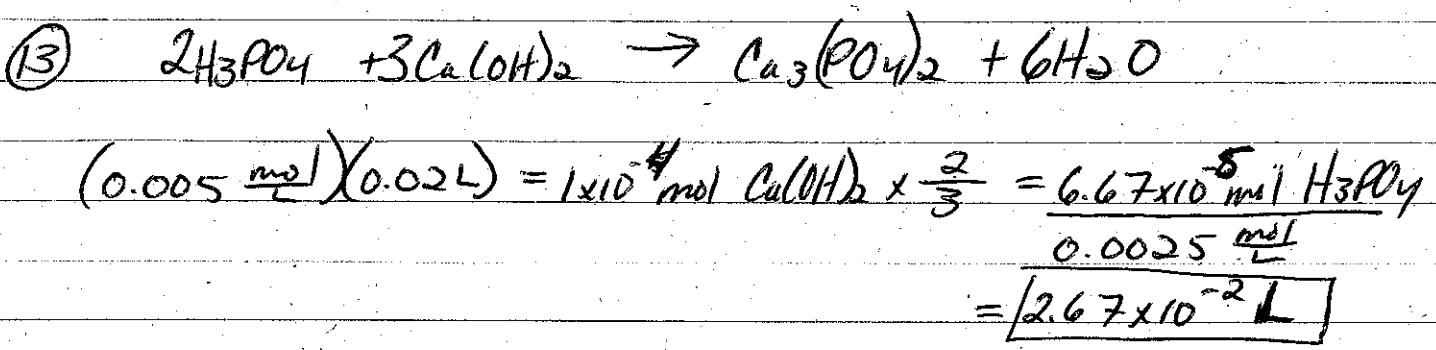 ⑬ 2H₃PO₄ + 3Ca(OH)₂ → Ca₃(PO₄)₂ + 6H₂O
(0.005 mol/L)(0.02L) = 1x10⁻⁴ mol Ca(OH)₂ x 2/3 = 6.67x10⁻⁵ mol H₃PO₄
0.0025 mol/L
= 2.67x10⁻² L